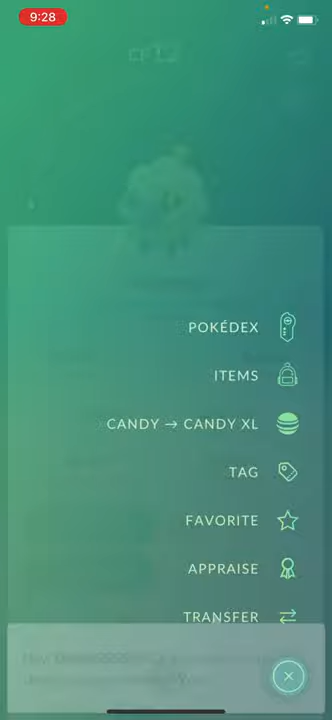 9:28
POKÉDEX
ITEMS
CANDY → CANDY XL
TAG
FAVORITE
APPRAISE
TRANSFER